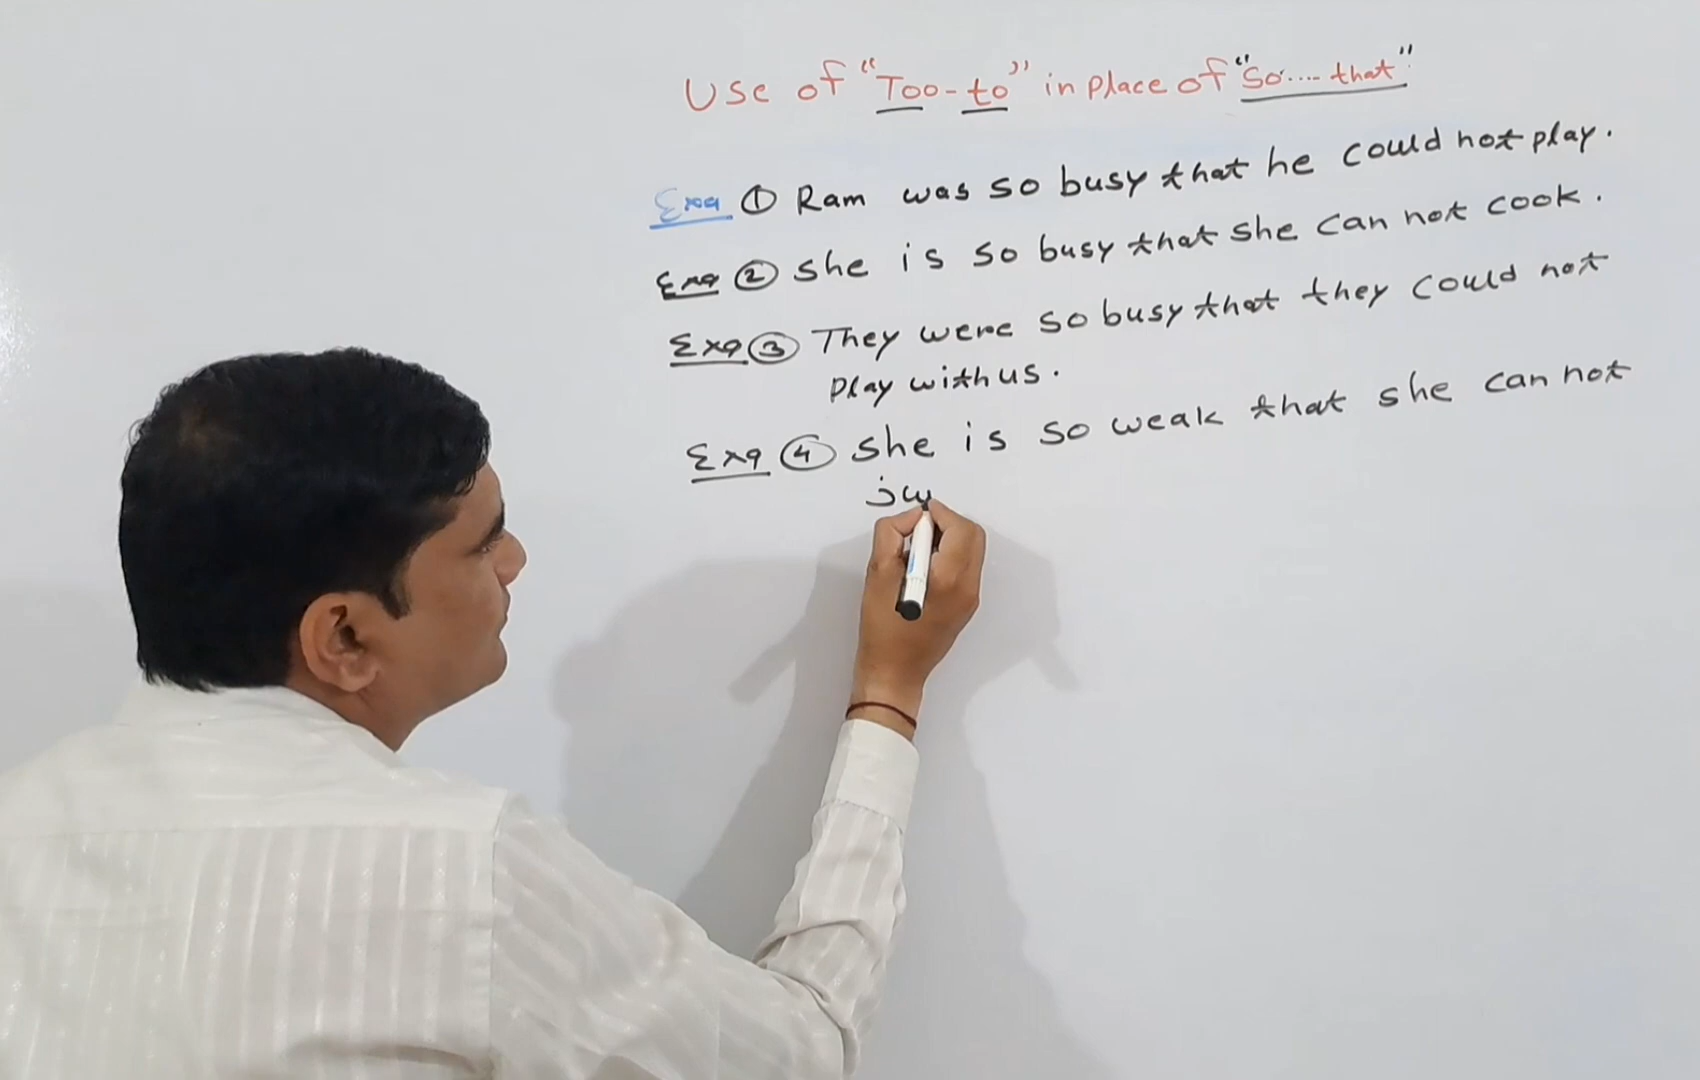 Use of "Too-to" in place of "So.... that"
Exa ① Ram was so busy that he could not play.
Exa ② She is so busy that she can not cook.
Exa ③ They were so busy that they could not
play with us.
Exa ④ She is so weak that she can not